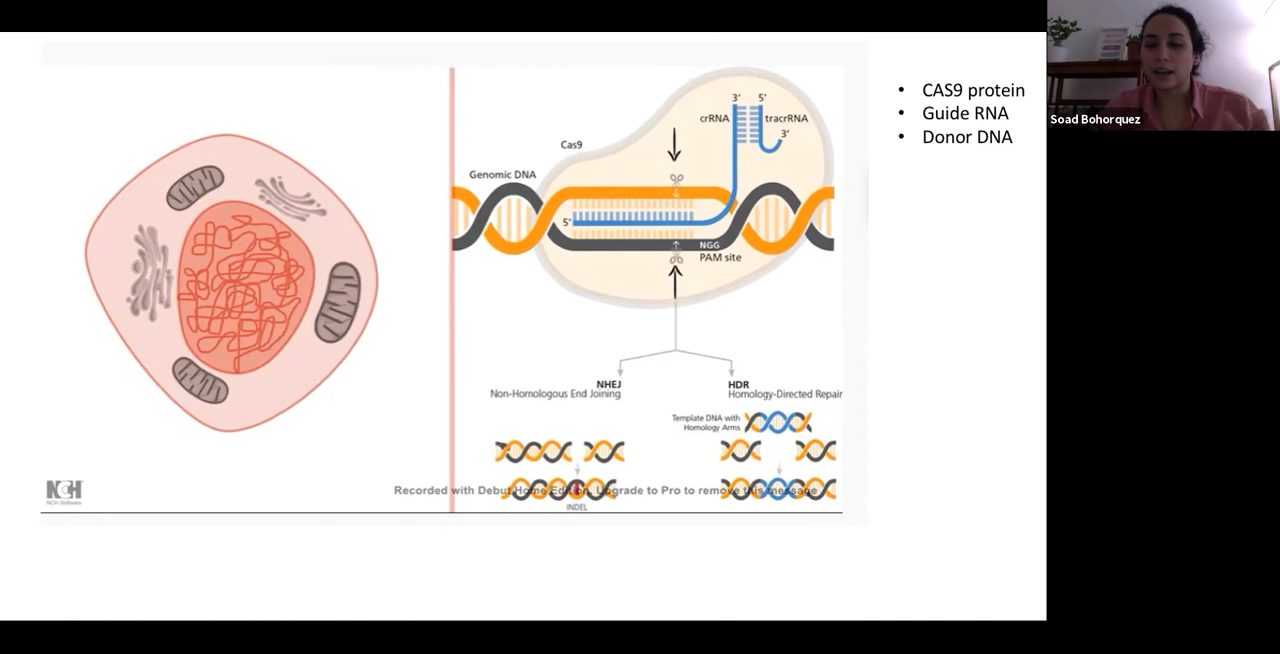 3’ 5’
crRNA tracrRNA
3’
Cas9
Genomic DNA
5’
NGG
PAM site
NHEJ
Non-Homologous End Joining
HDR
Homology-Directed Repair
Template DNA with
Homology Arms
Recorded with Debut Home Edition. Upgrade to Pro to remove this message
INDEL
NCH
NCH Software
• CAS9 protein
• Guide RNA
• Donor DNA
Soad Bohorquez